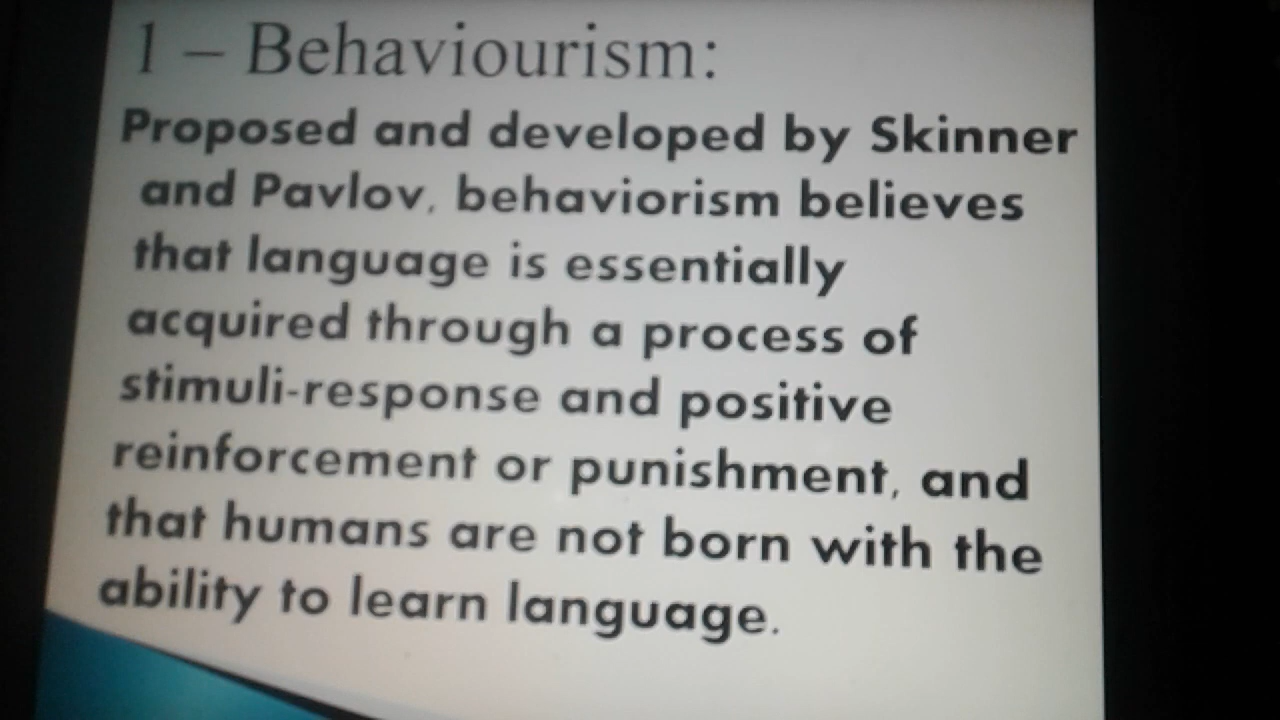 1 – Behaviourism:
Proposed and developed by Skinner
and Pavlov, behaviorism believes
that language is essentially
acquired through a process of
stimuli-response and positive
reinforcement or punishment, and
that humans are not born with the
ability to learn language.